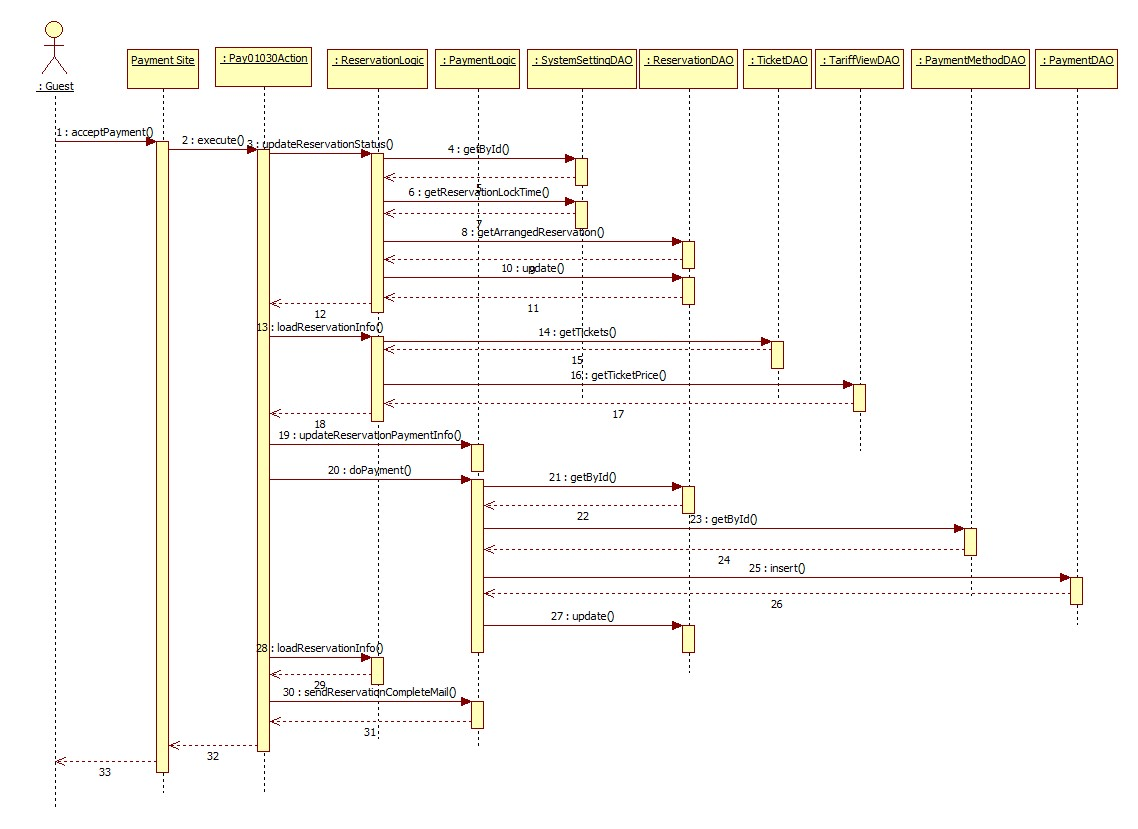 : Guest
Payment Site
: Pay01030Action
: ReservationLogic
: PaymentLogic
: SystemSettingDAO
: ReservationDAO
: TicketDAO
: TariffViewDAO
: PaymentMethodDAO
: PaymentDAO
1 : acceptPayment()
2 : execute()
3 : updateReservationStatus()
4 : getById()
5
6 : getReservationLockTime()
7
8 : getArrangedReservation()
9
10 : update()
11
12
13 : loadReservationInfo()
14 : getTickets()
15
16 : getTicketPrice()
17
18
19 : updateReservationPaymentInfo()
20 : doPayment()
21 : getById()
22
23 : getById()
24
25 : insert()
26
27 : update()
28 : loadReservationInfo()
29
30 : sendReservationCompleteMail()
31
32
33